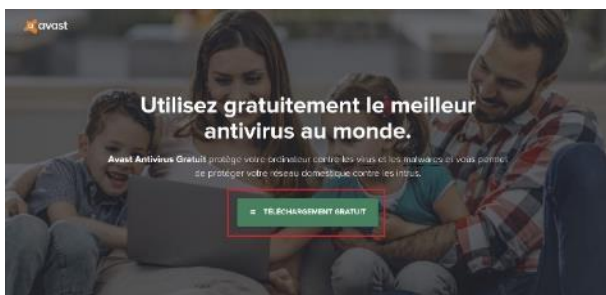 avast
Utilisez gratuitement le meilleur
antivirus au monde.
Avast Antivirus Gratuit protège votre ordinateur contre les virus et les malwares et vous permet
de protéger votre réseau domestique contre les intrus.
TÉLÉCHARGEMENT GRATUIT